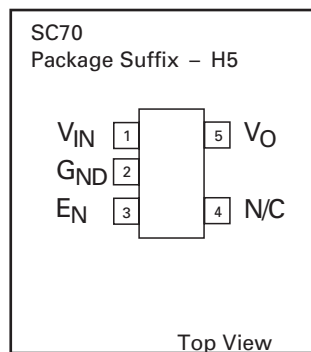 SC70
Package Suffix – H5
VIN 1 5 VO
GND 2
EN 3 4 N/C
Top View